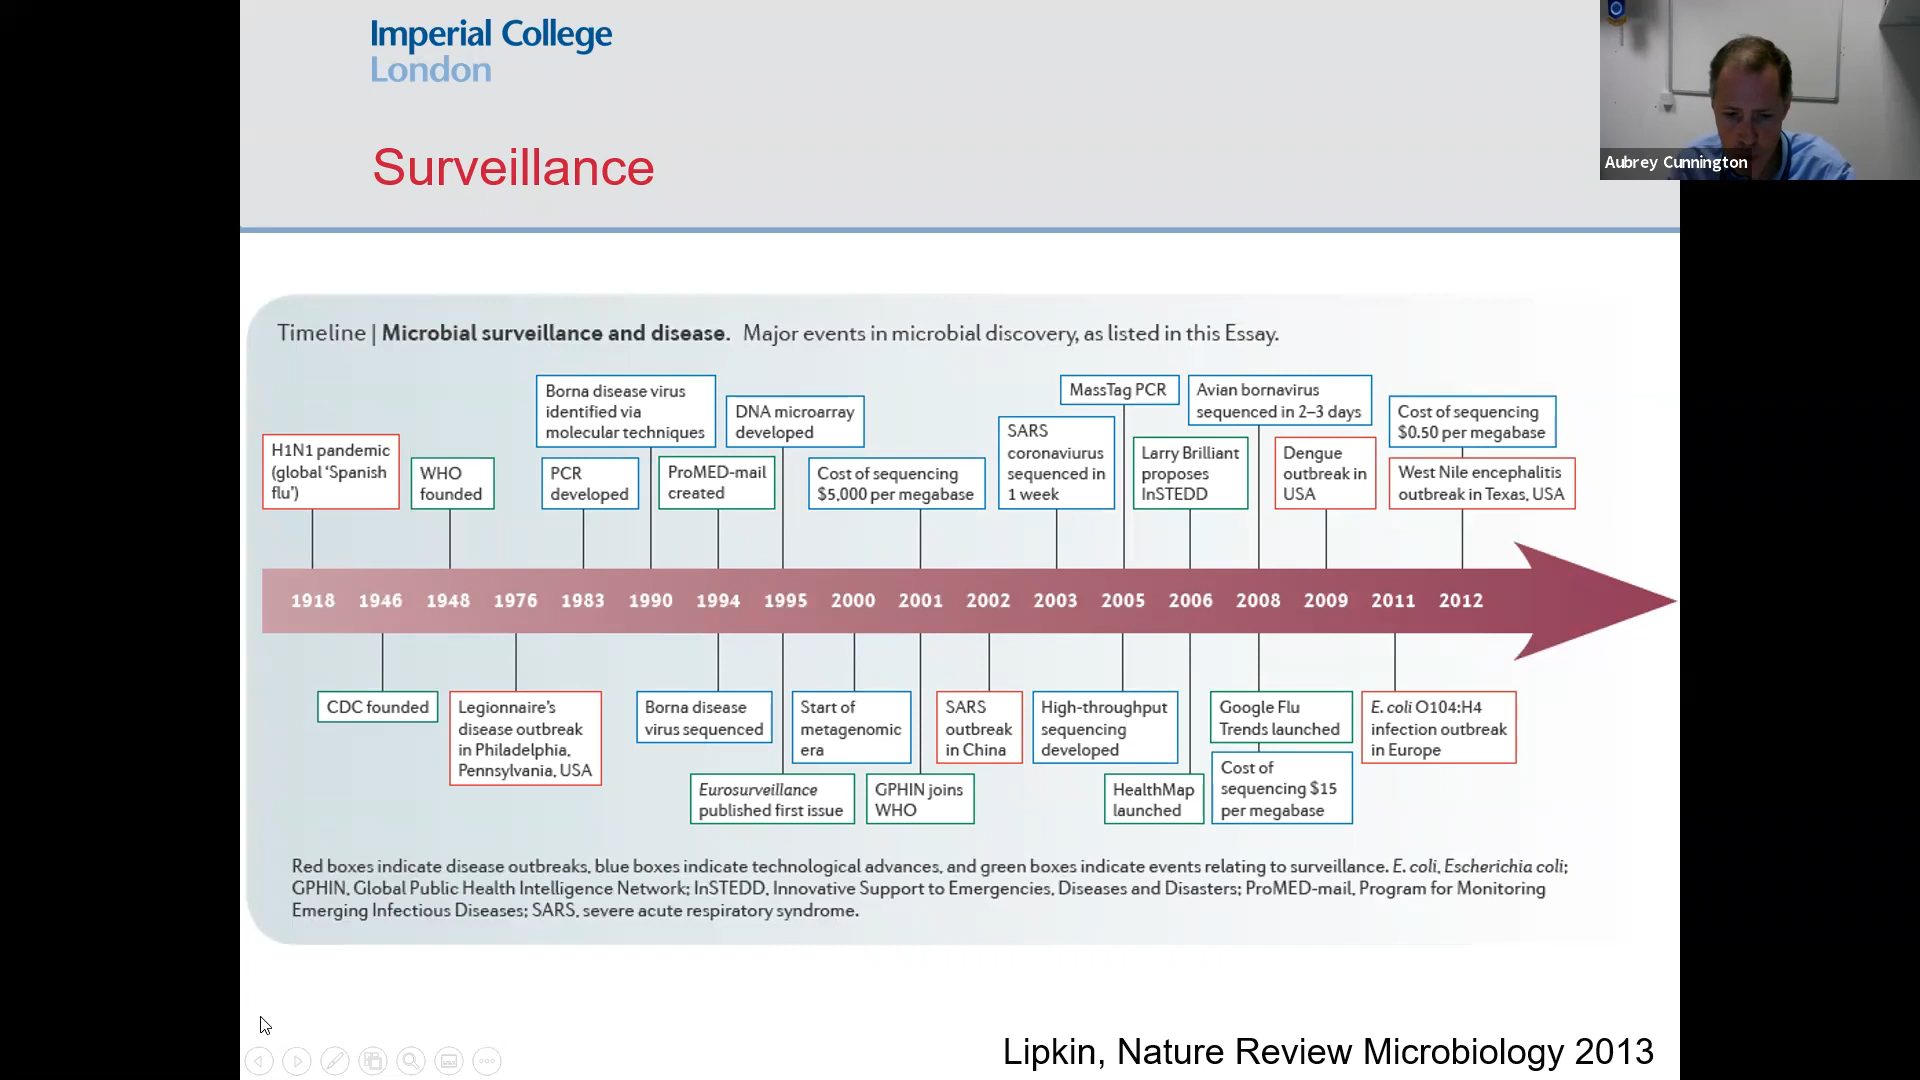 Imperial College
London
Aubrey Cunnington
Surveillance
Timeline | Microbial surveillance and disease. Major events in microbial discovery, as listed in this Essay.
H1N1 pandemic
(global ‘Spanish
flu’)
WHO
founded
Borna disease virus
identified via
molecular techniques
PCR
developed
ProMED-mail
created
DNA microarray
developed
Cost of sequencing
$5,000 per megabase
SARS
coronaviurus
sequenced in
1 week
MassTag PCR
Larry Brilliant
proposes
InSTEDD
Avian bornavirus
sequenced in 2–3 days
Dengue
outbreak in
USA
Cost of sequencing
$0.50 per megabase
West Nile encephalitis
outbreak in Texas, USA
1918 1946 1948 1976 1983 1990 1994 1995 2000 2001 2002 2003 2005 2006 2008 2009 2011 2012
CDC founded
Legionnaire’s
disease outbreak
in Philadelphia,
Pennsylvania, USA
Borna disease
virus sequenced
Eurosurveillance
published first issue
Start of
metagenomic
era
GPHIN joins
WHO
SARS
outbreak
in China
High-throughput
sequencing
developed
HealthMap
launched
Google Flu
Trends launched
Cost of
sequencing $15
per megabase
E. coli O104:H4
infection outbreak
in Europe
Red boxes indicate disease outbreaks, blue boxes indicate technological advances, and green boxes indicate events relating to surveillance. E. coli, Escherichia coli;
GPHIN, Global Public Health Intelligence Network; InSTEDD, Innovative Support to Emergencies, Diseases and Disasters; ProMED-mail, Program for Monitoring
Emerging Infectious Diseases; SARS, severe acute respiratory syndrome.
Lipkin, Nature Review Microbiology 2013